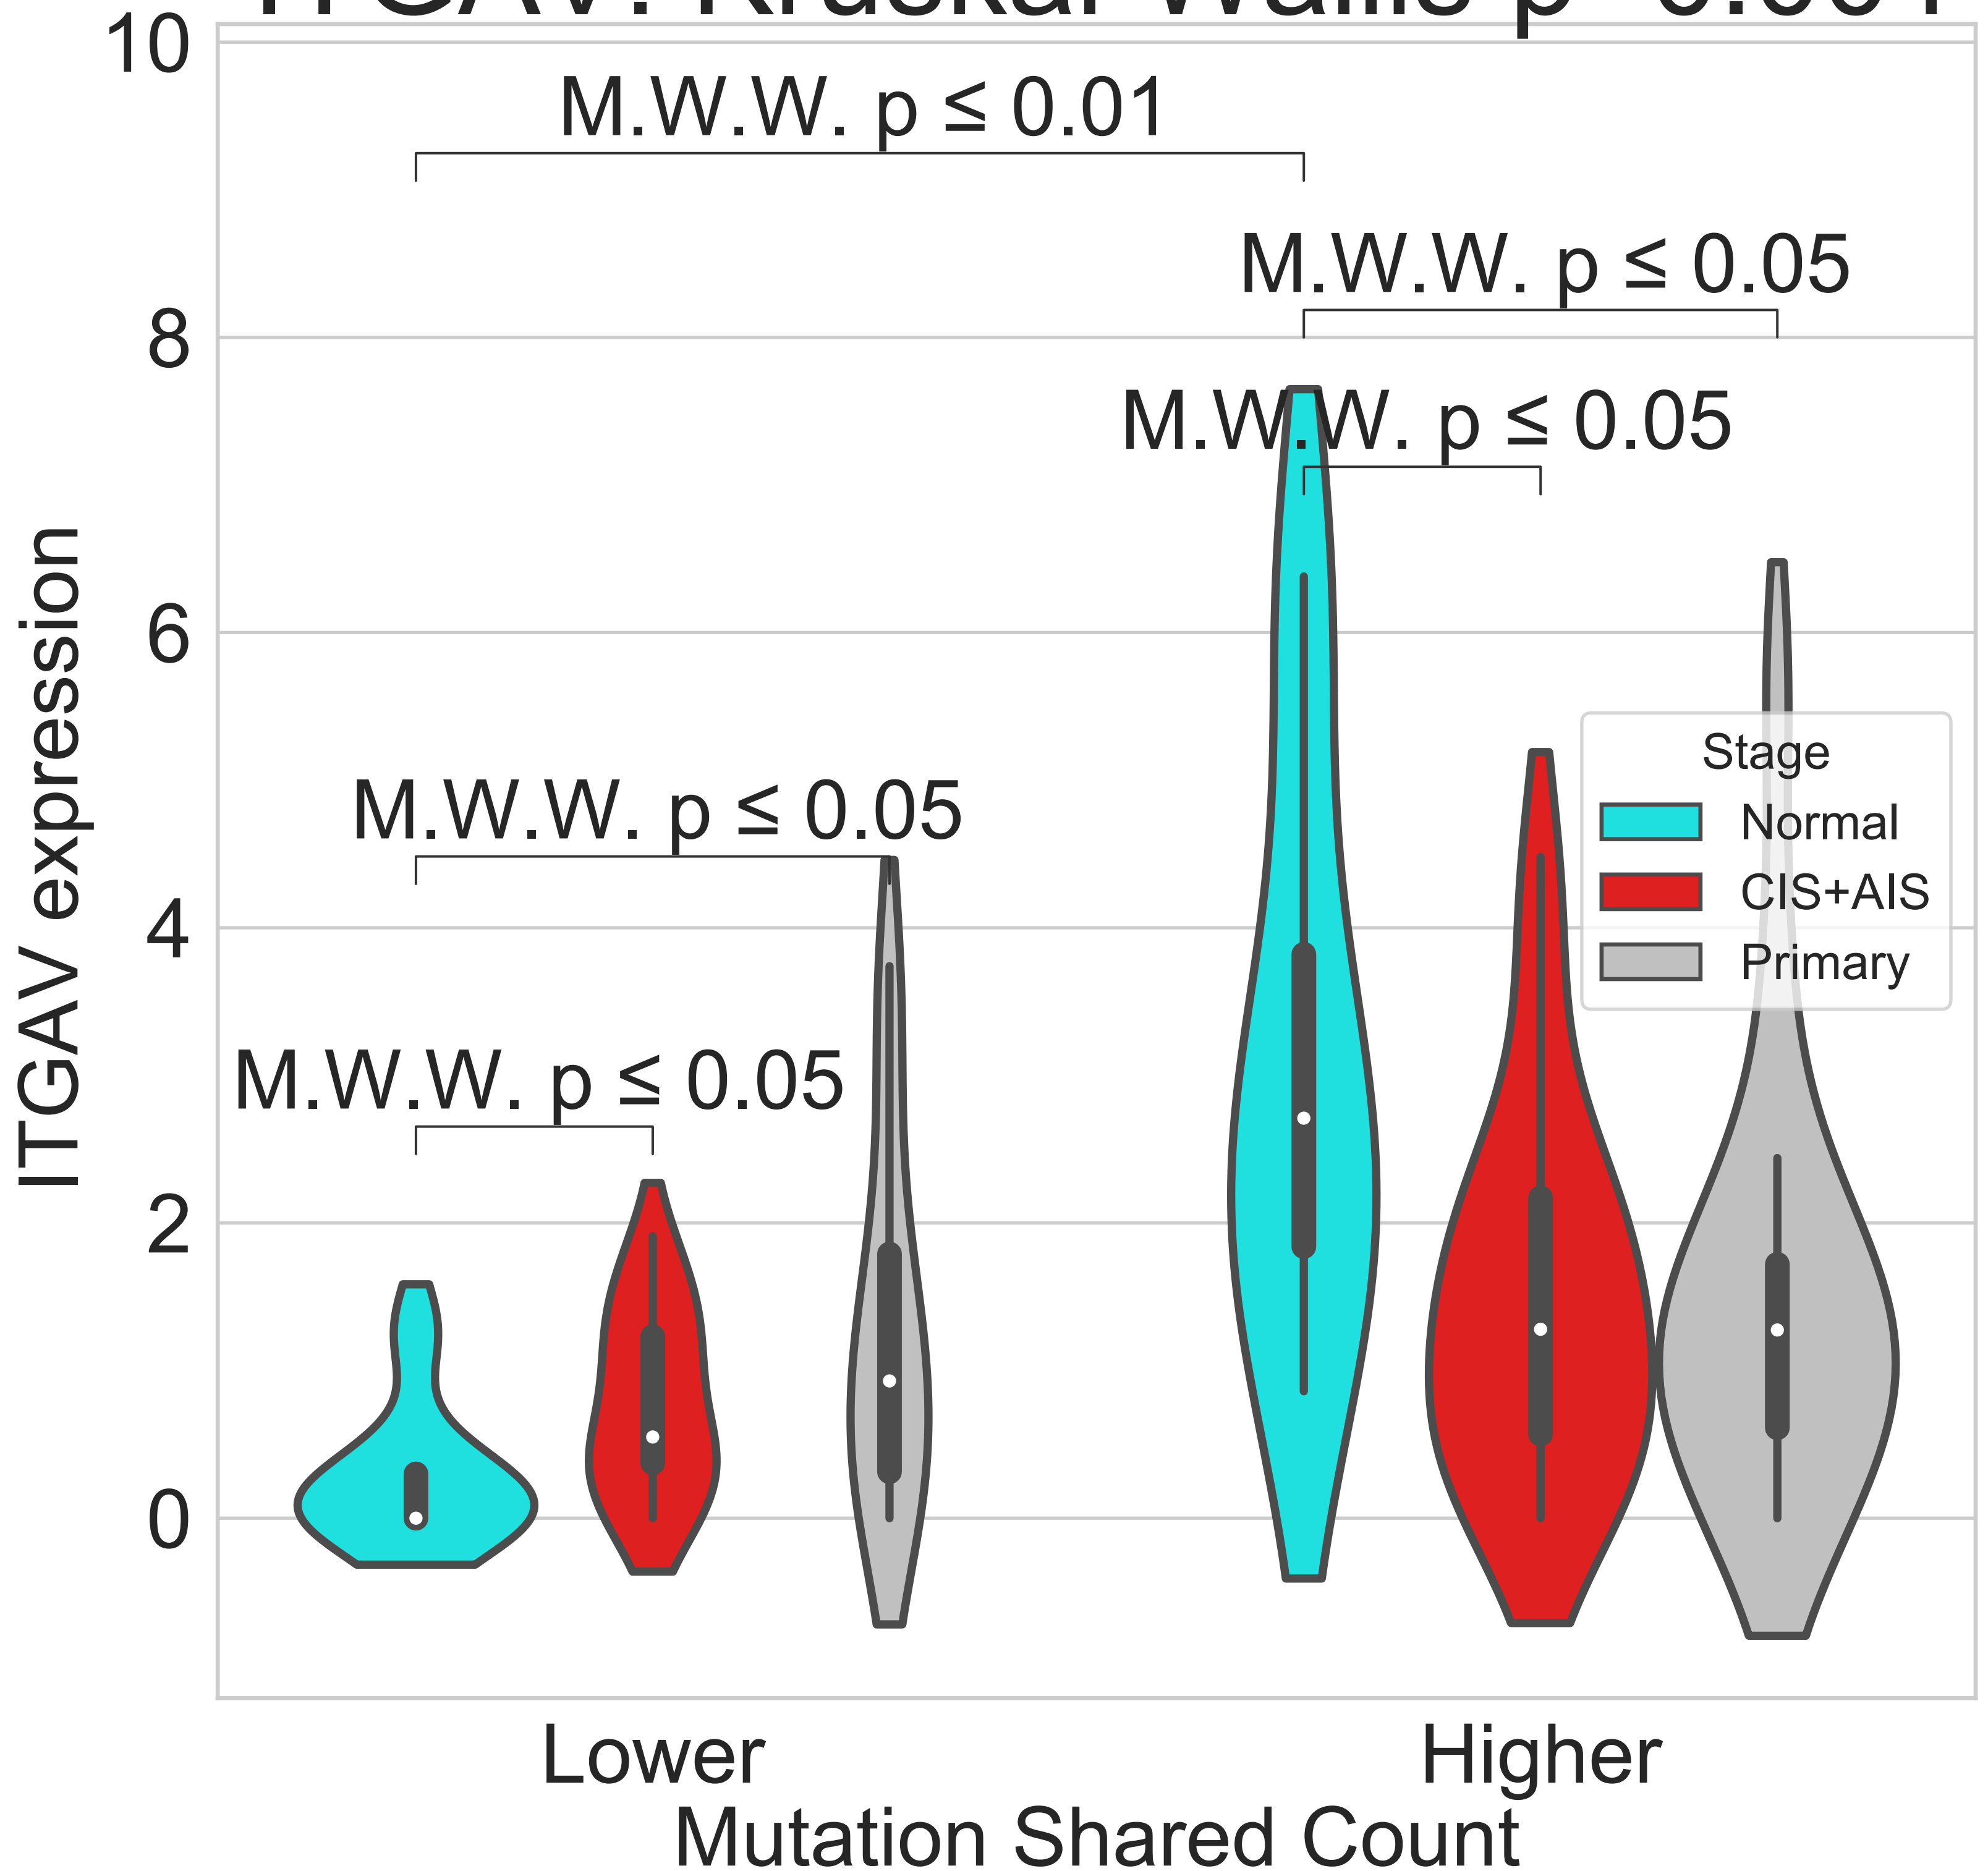 10
M.W.W. p ≤ 0.01
M.W.W. p ≤ 0.05
8
M.W.W. p ≤ 0.05
6
ITGAV expression
Stage
Normal
CIS+AIS
Primary
M.W.W. p ≤ 0.05
4
M.W.W. p ≤ 0.05
2
0
Lower
Higher
Mutation Shared Count